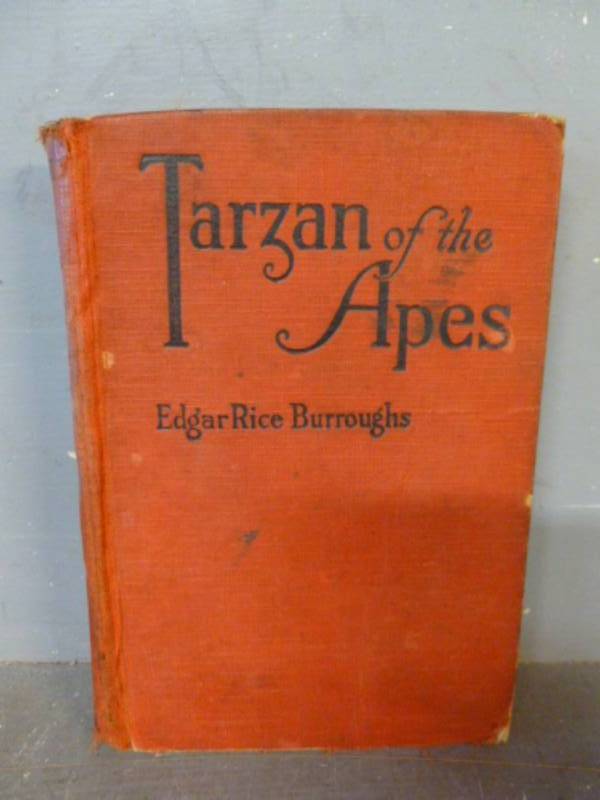 Tarzan of the
Apes
Edgar Rice Burroughs